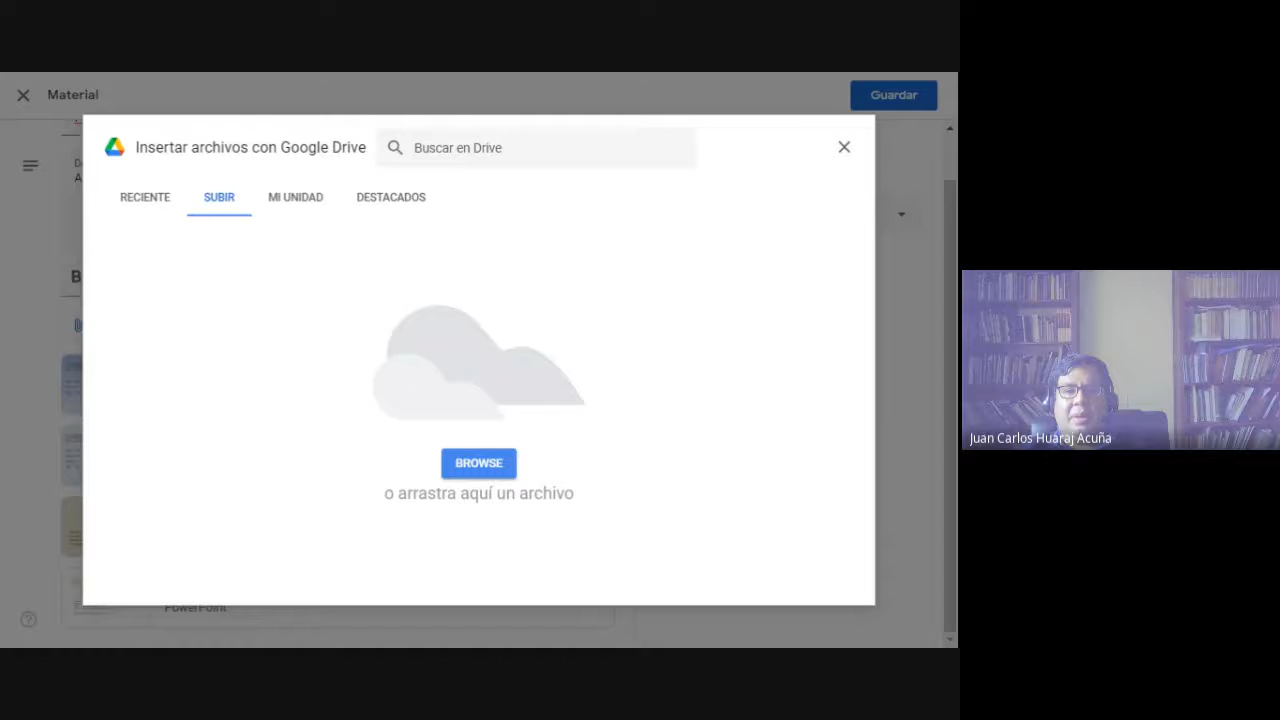 Material
Guardar
Insertar archivos con Google Drive
Buscar en Drive
RECIENTE
SUBIR
MI UNIDAD
DESTACADOS
D
A
B
BROWSE
o arrastra aquí un archivo
PowerPoint
Juan Carlos Huaraj Acuña